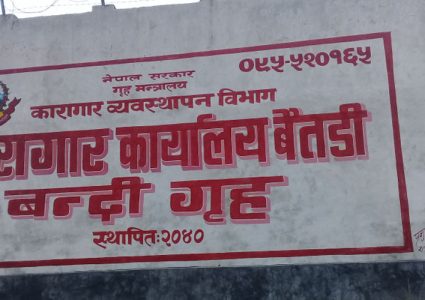 नेपाल सरकार
गृह मन्त्रालय
०९५-५२०१६५
कारागार व्यवस्थापन विभाग
कारागार कार्यालय बैतडी
बन्दी गृह
स्थापितः२०४०